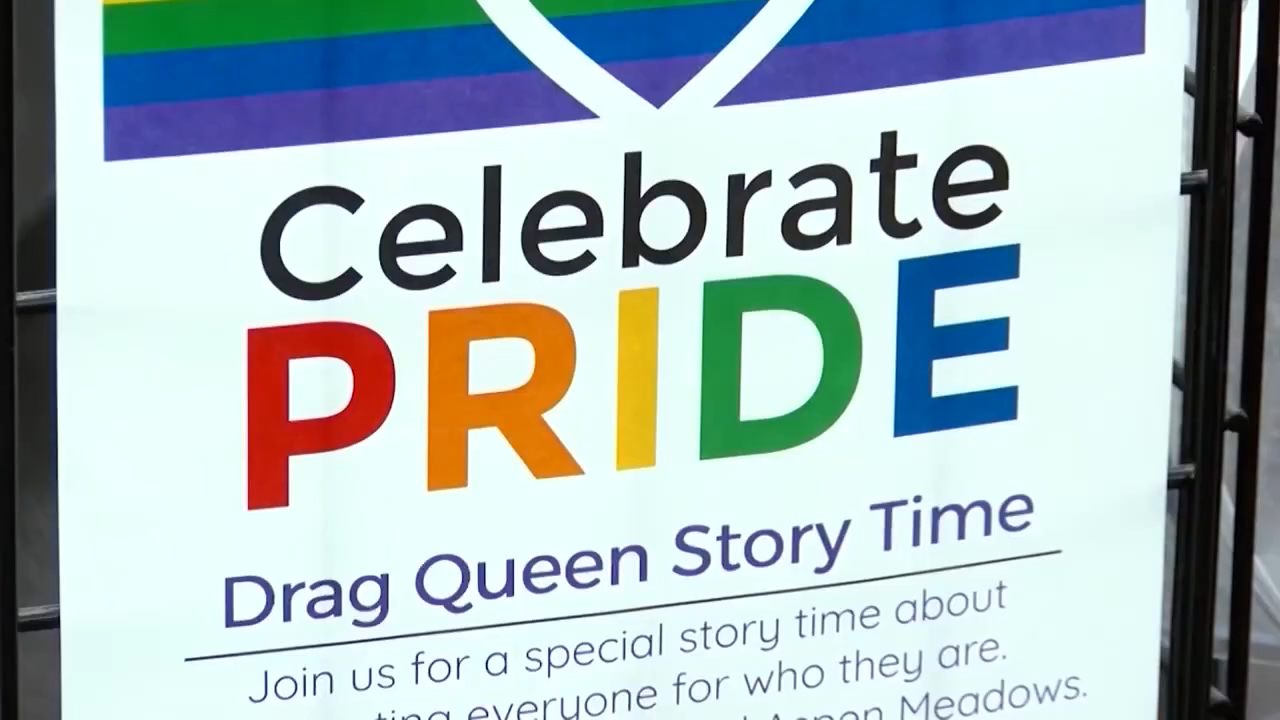 Celebrate
PRIDE
Drag Queen Story Time
Join us for a special story time about
everyone for who they are.
Meadows.